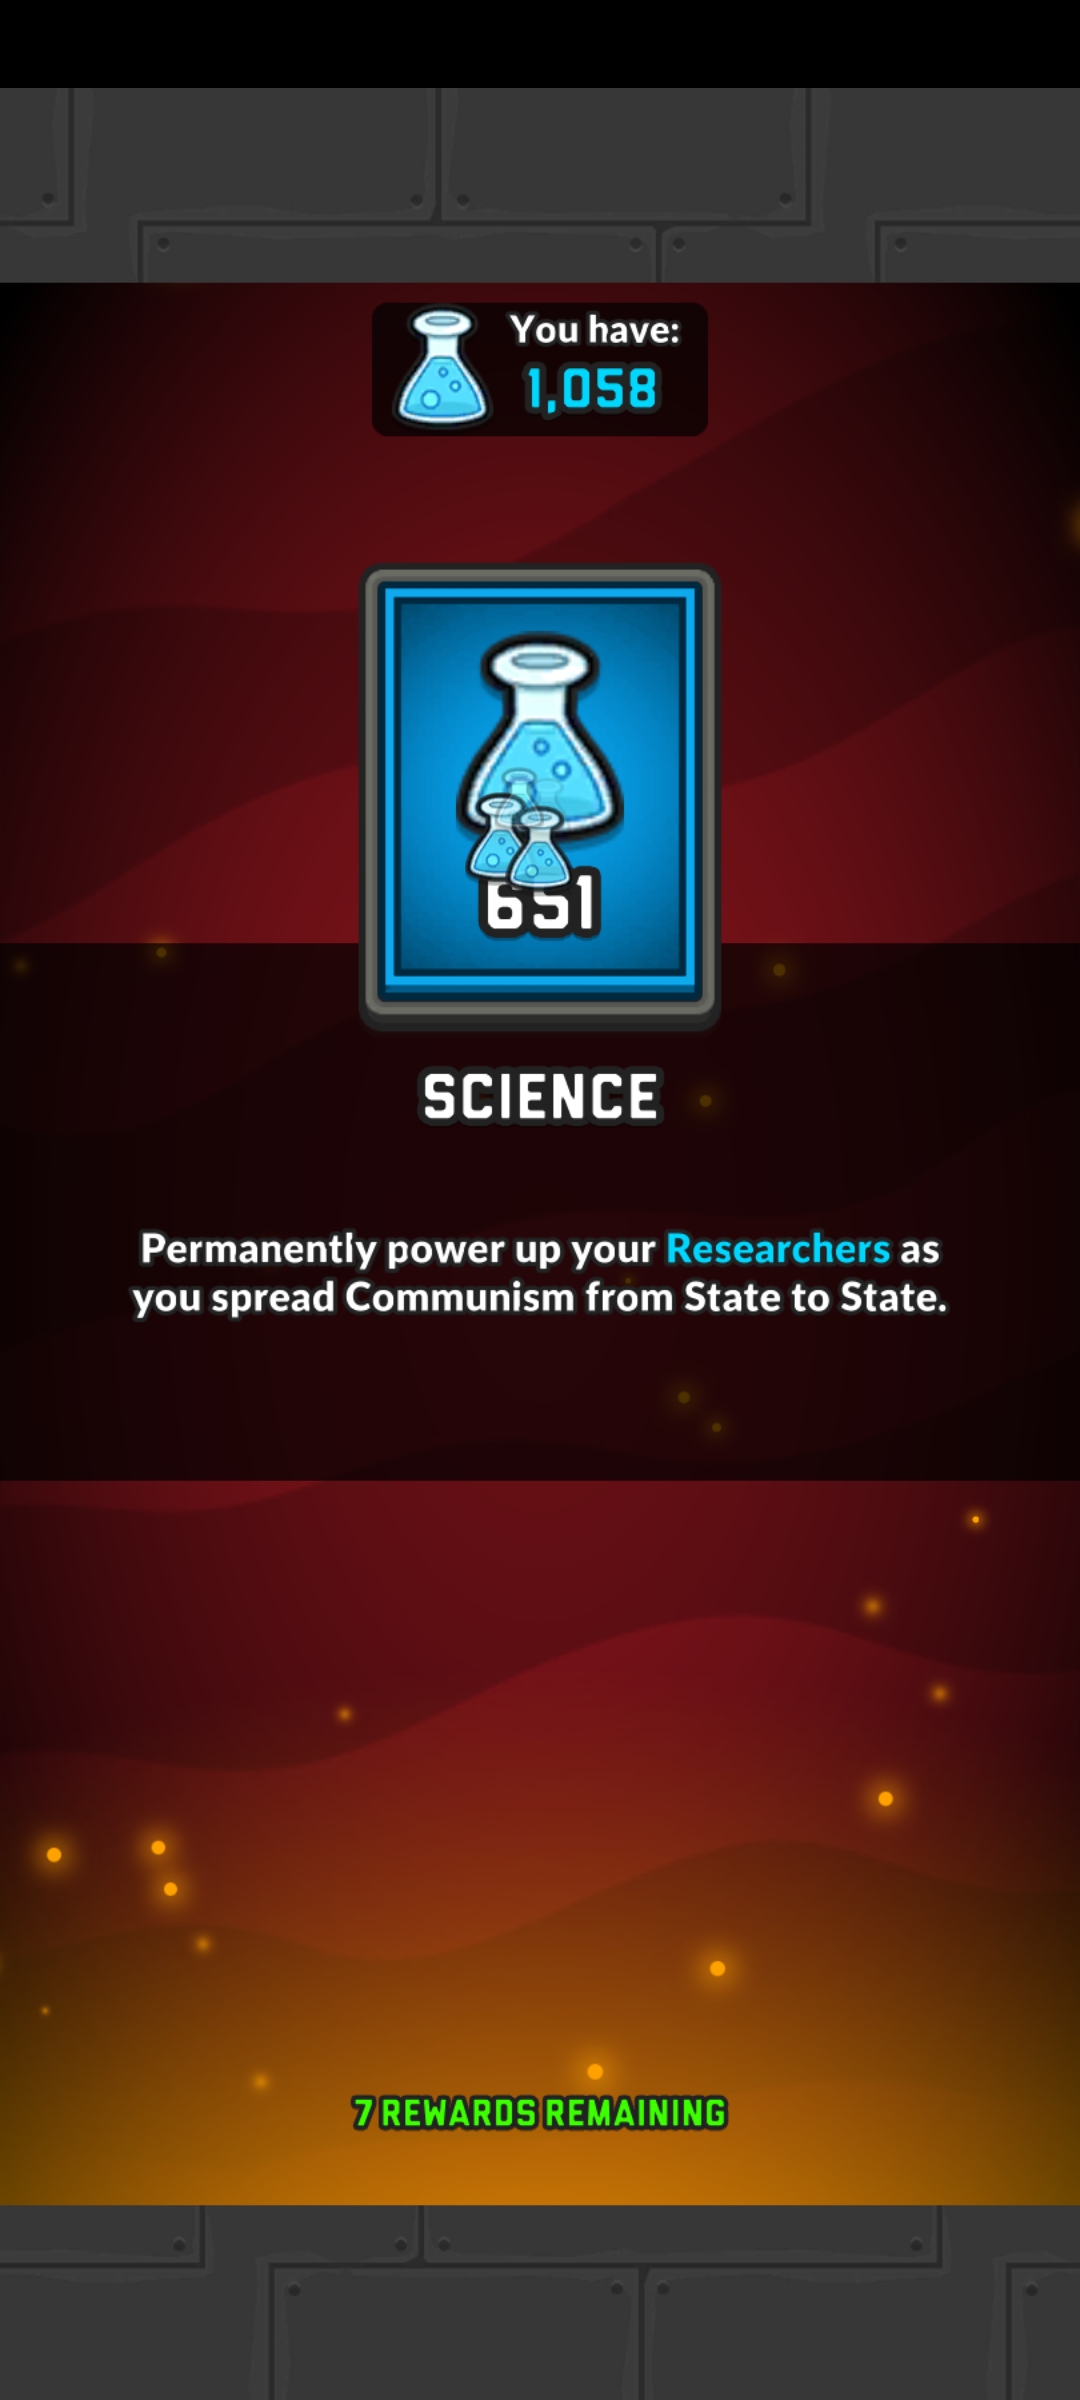 You have:
1,058
651
SCIENCE
Permanently power up your Researchers as
you spread Communism from State to State.
7 REWARDS REMAINING